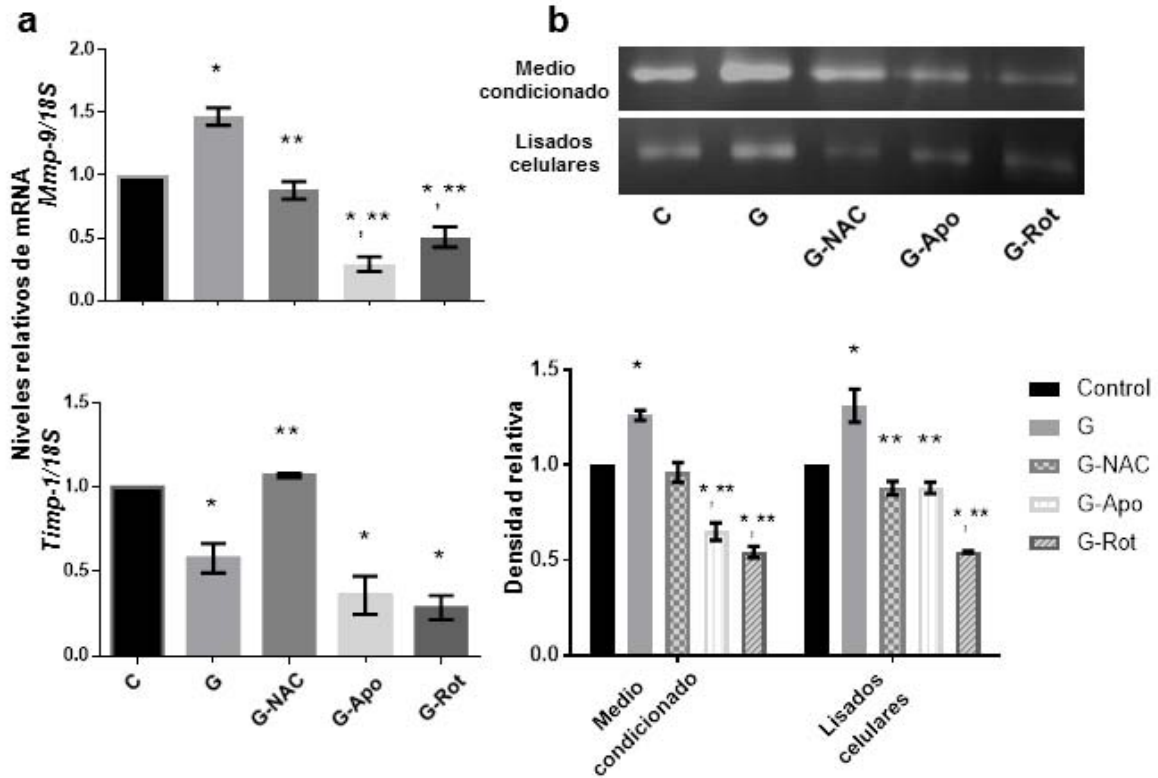 a
Niveles relativos de mRNA
Mmp-9/18S
2.0
1.5
1.0
0.5
0.0
*
**
*, **
*, **
Timp-1/18S
1.5
1.0
0.5
0.0
*
**
*
*
C
G
G-NAC
G-Apo
G-Rot
b
Medio
condicionado
Lisados
celulares
C
G
G-NAC
G-Apo
G-Rot
Densidad relativa
1.5
1.0
0.5
0.0
*
*, **
*, **
*
**
**
*, **
Medio
condicionado
Lisados
celulares
Control
G
G-NAC
G-Apo
G-Rot